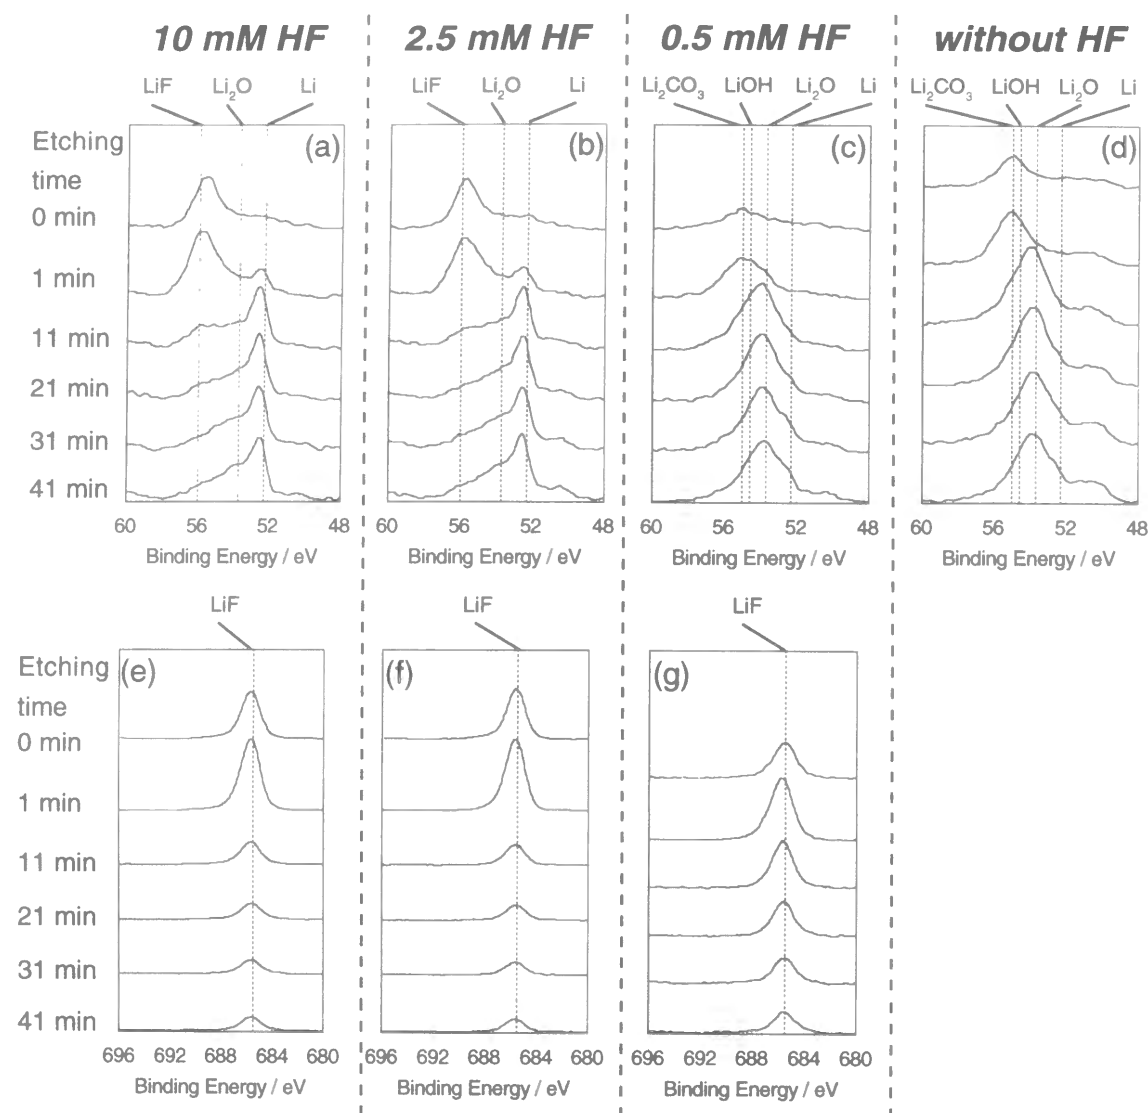 10 mM HF 2.5 mM HF 0.5 mM HF without HF
LiF Li₂O Li LiF Li₂O Li Li₂CO₃ LiOH Li₂O Li Li₂CO₃ LiOH Li₂O Li
(a) (b) (c) (d)
Etching
time
0 min
1 min
11 min
21 min
31 min
41 min
60 56 52 48 60 56 52 48 60 56 52 48 60 56 52 48
Binding Energy / eV Binding Energy / eV Binding Energy / eV Binding Energy / eV
LiF LiF LiF
(e) (f) (g)
Etching
time
0 min
1 min
11 min
21 min
31 min
41 min
696 692 688 684 680 696 692 688 684 680 696 692 688 684 680
Binding Energy / eV Binding Energy / eV Binding Energy / eV